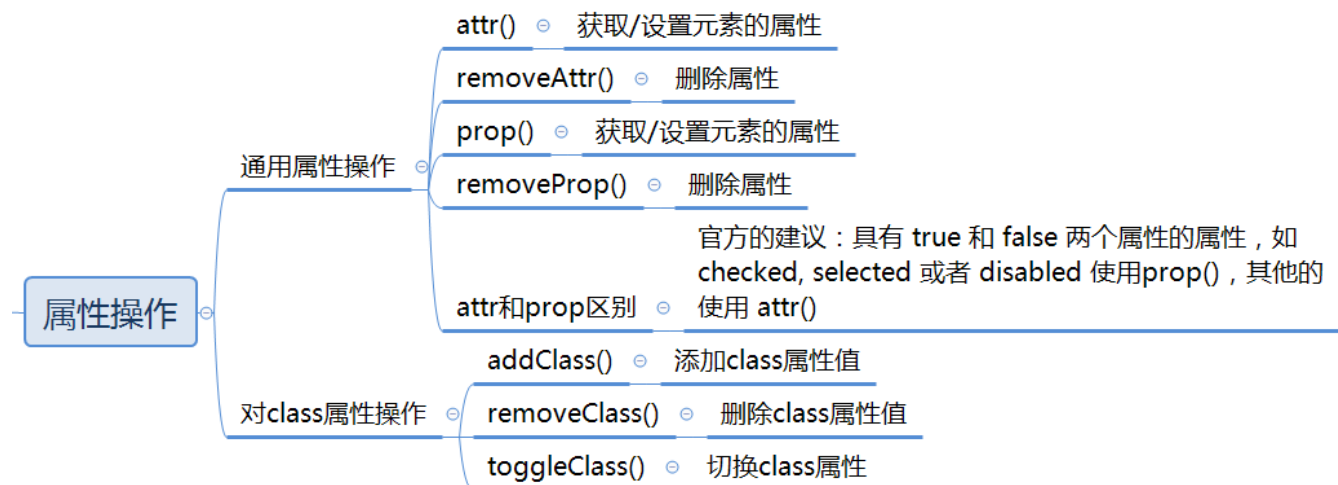 属性操作
通用属性操作
attr()
获取/设置元素的属性
removeAttr()
删除属性
prop()
获取/设置元素的属性
removeProp()
删除属性
attr和prop区别
官方的建议：具有 true 和 false 两个属性的属性，如
checked, selected 或者 disabled 使用prop()，其他的
使用 attr()
对class属性操作
addClass()
添加class属性值
removeClass()
删除class属性值
toggleClass()
切换class属性